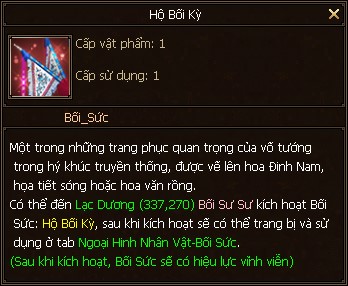 Hộ Bối Kỳ
Cấp vật phẩm: 1
Cấp sử dụng: 1
Bối_Sức
Một trong những trang phục quan trọng của võ tướng
trong hý khúc truyền thống, được vẽ lên hoa Đinh Nam,
họa tiết sóng hoặc hoa văn rồng.
Có thể đến Lạc Dương (337,270) Bối Sư Sư kích hoạt Bối
Sức: Hộ Bối Kỳ, sau khi kích hoạt sẽ có thể trang bị và sử
dụng ở tab Ngoại Hình Nhân Vật-Bối Sức.
(Sau khi kích hoạt, Bối Sức sẽ có hiệu lực vĩnh viễn)